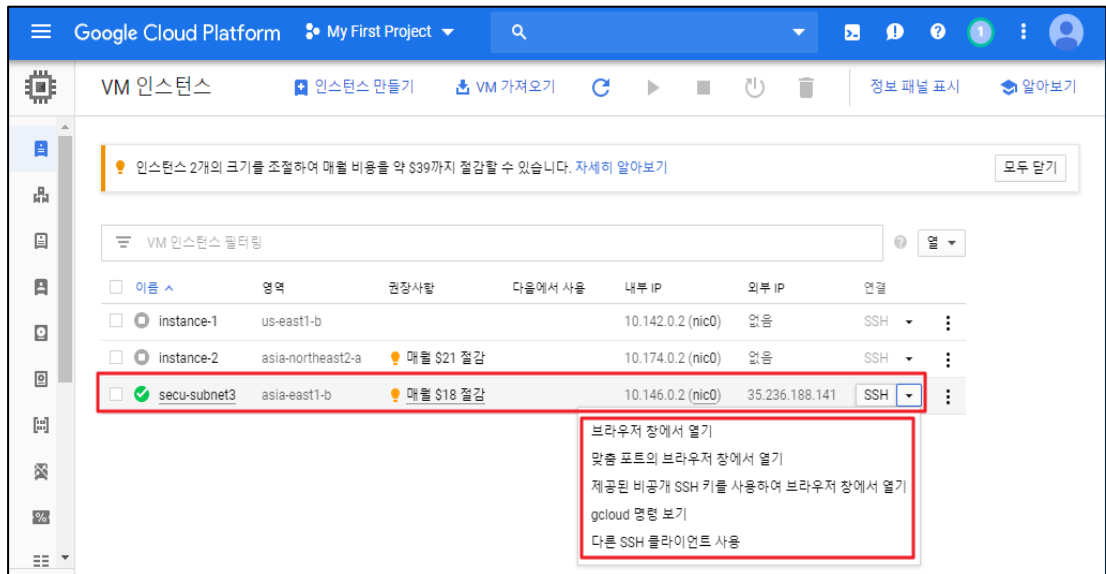 Google Cloud Platform My First Project 1
VM 인스턴스 인스턴스 만들기 VM 가져오기 정보 패널 표시 알아보기
인스턴스 2개의 크기를 조절하여 매월 비용을 약 $39까지 절감할 수 있습니다. 자세히 알아보기 모두 닫기
VM 인스턴스 필터링 열
이름 영역 권장사항 다음에서 사용 내부 IP 외부 IP 연결
instance-1 us-east1-b 10.142.0.2 (nic0) 없음 SSH
instance-2 asia-northeast2-a 매월 $21 절감 10.174.0.2 (nic0) 없음 SSH
secu-subnet3 asia-east1-b 매월 $18 절감 10.146.0.2 (nic0) 35.236.188.141 SSH
브라우저 창에서 열기
맞춤 포트의 브라우저 창에서 열기
제공된 비공개 SSH 키를 사용하여 브라우저 창에서 열기
gcloud 명령 보기
다른 SSH 클라이언트 사용